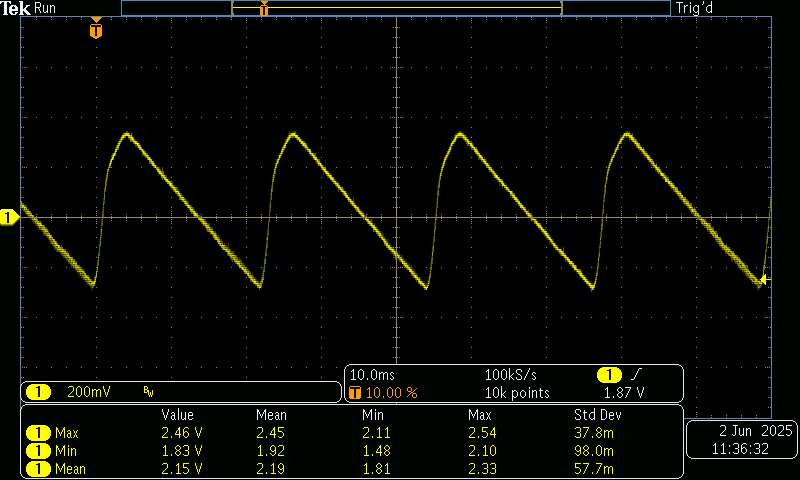 Tek Run Trig'd
T
T
1
10.0ms 100kS/s 1
1 200mV BW T 10.00 % 10k points 1.87 V
Value Mean Min Max Std Dev
1 Max 2.46 V 2.45 2.11 2.54 37.8m
1 Min 1.83 V 1.92 1.48 2.10 98.0m
1 Mean 2.15 V 2.19 1.81 2.33 57.7m
2 Jun 2025
11:36:32